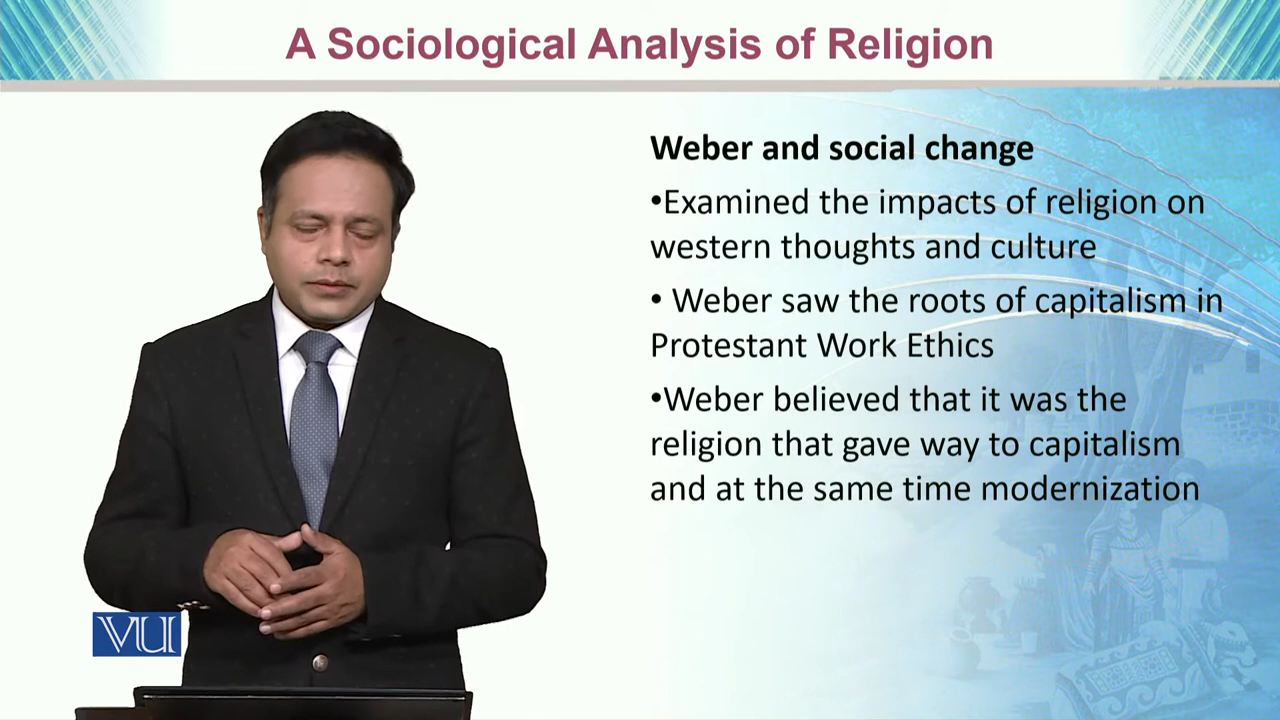 A Sociological Analysis of Religion
Weber and social change
•Examined the impacts of religion on
western thoughts and culture
• Weber saw the roots of capitalism in
Protestant Work Ethics
•Weber believed that it was the
religion that gave way to capitalism
and at the same time modernization
VU